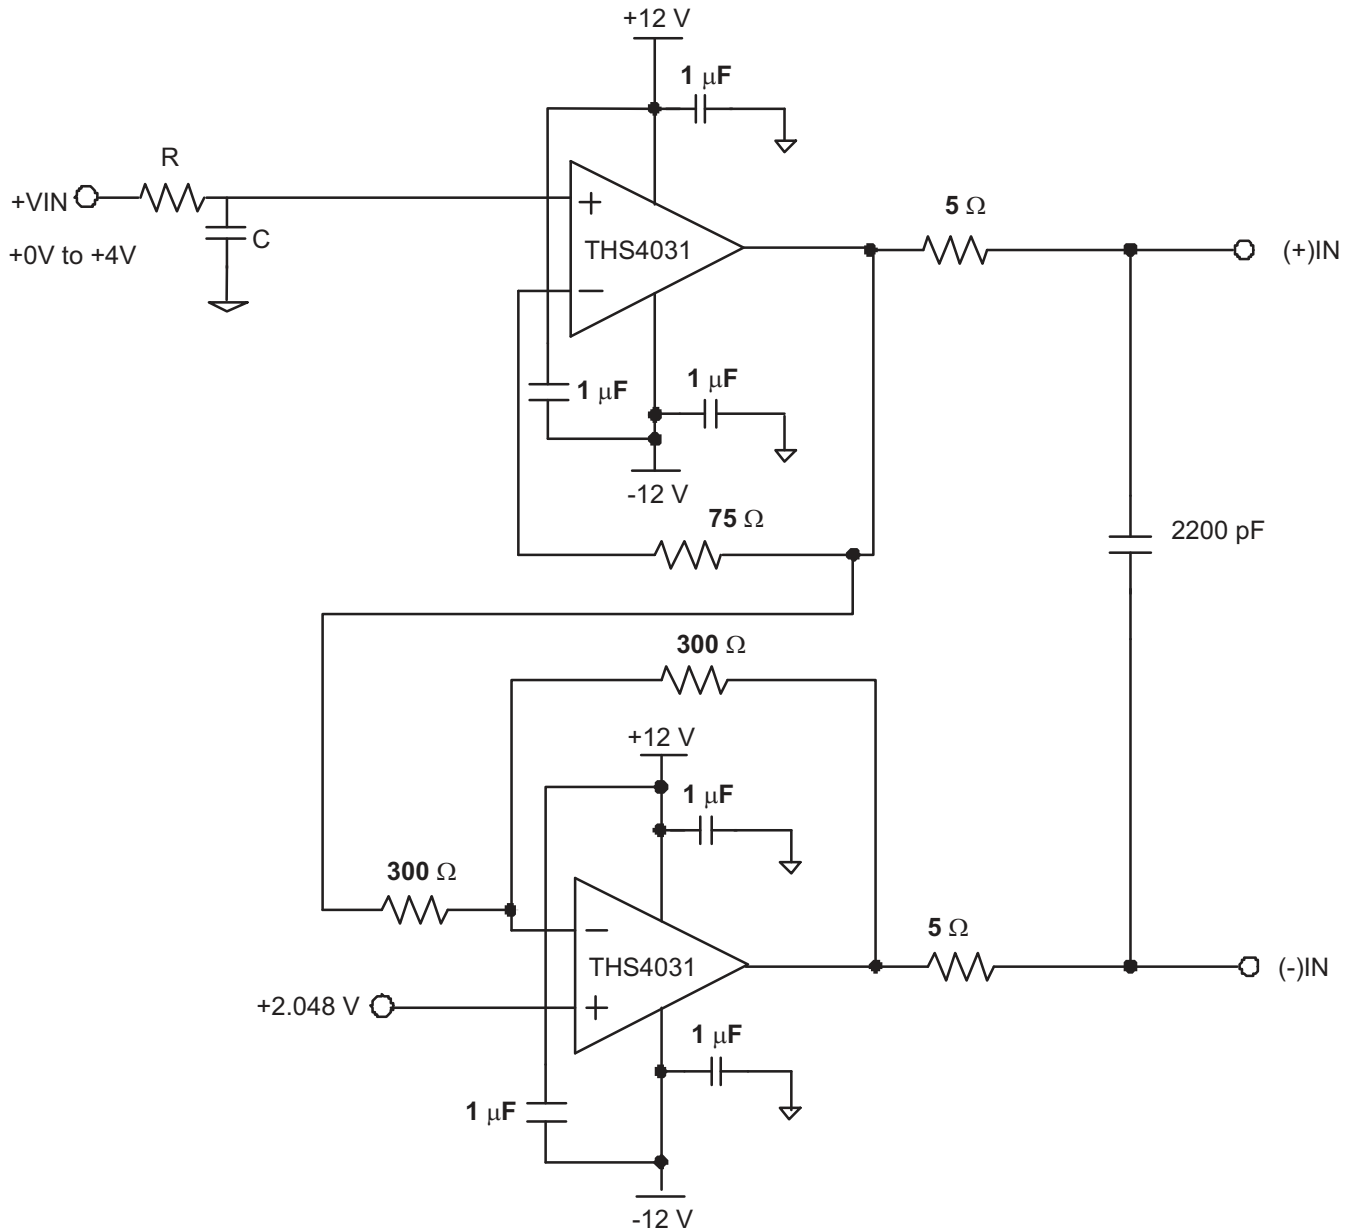 +12 V
1 μF
R
+VIN
C
+0V to +4V
+
THS4031
−
5 Ω
(+)IN
1 μF
1 μF
-12 V
75 Ω
2200 pF
300 Ω
+12 V
1 μF
300 Ω
−
THS4031
+
5 Ω
(-)IN
+2.048 V
1 μF
1 μF
-12 V